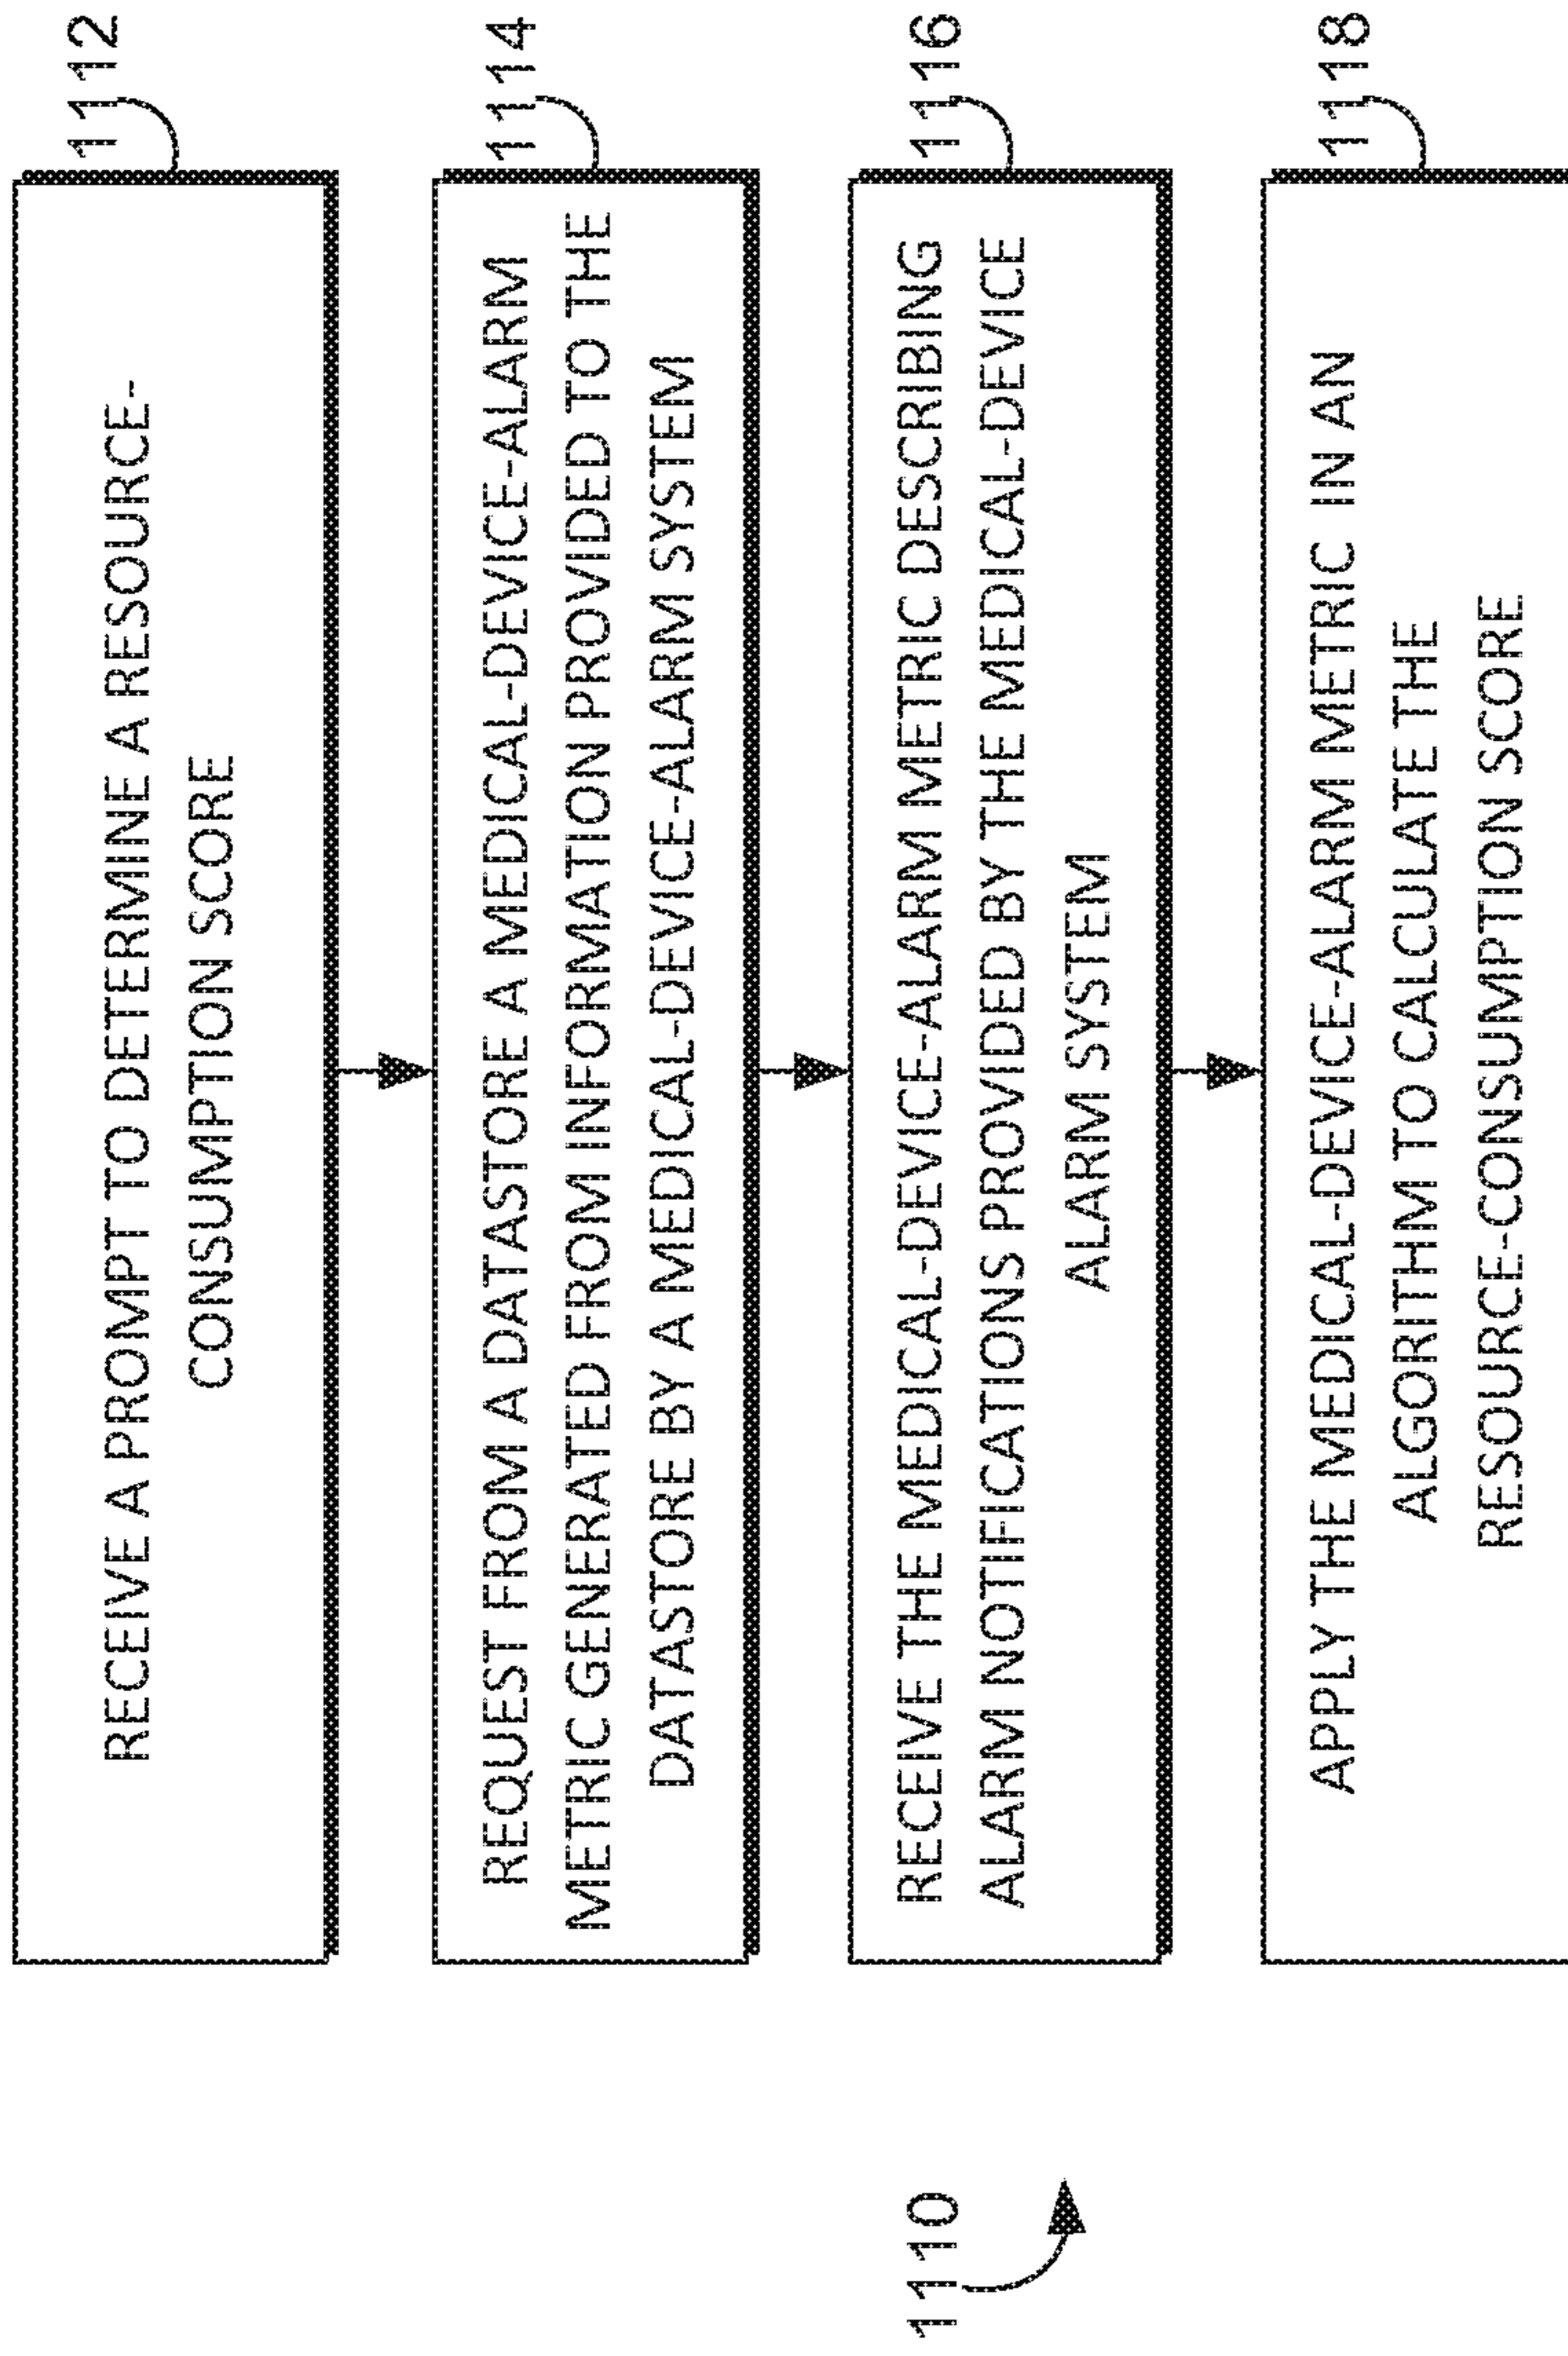 1112
RECEIVE A PROMPT TO DETERMINE A RESOURCE-
CONSUMPTION SCORE
1114
REQUEST FROM A DATASTORE A MEDICAL-DEVICE-ALARM
METRIC GENERATED FROM INFORMATION PROVIDED TO THE
DATASTORE BY A MEDICAL-DEVICE-ALARM SYSTEM
1116
RECEIVE THE MEDICAL-DEVICE-ALARM METRIC DESCRIBING
ALARM NOTIFICATIONS PROVIDED BY THE MEDICAL-DEVICE
ALARM SYSTEM
1118
APPLY THE MEDICAL-DEVICE-ALARM METRIC IN AN
ALGORITHM TO CALCULATE THE
RESOURCE-CONSUMPTION SCORE
1110